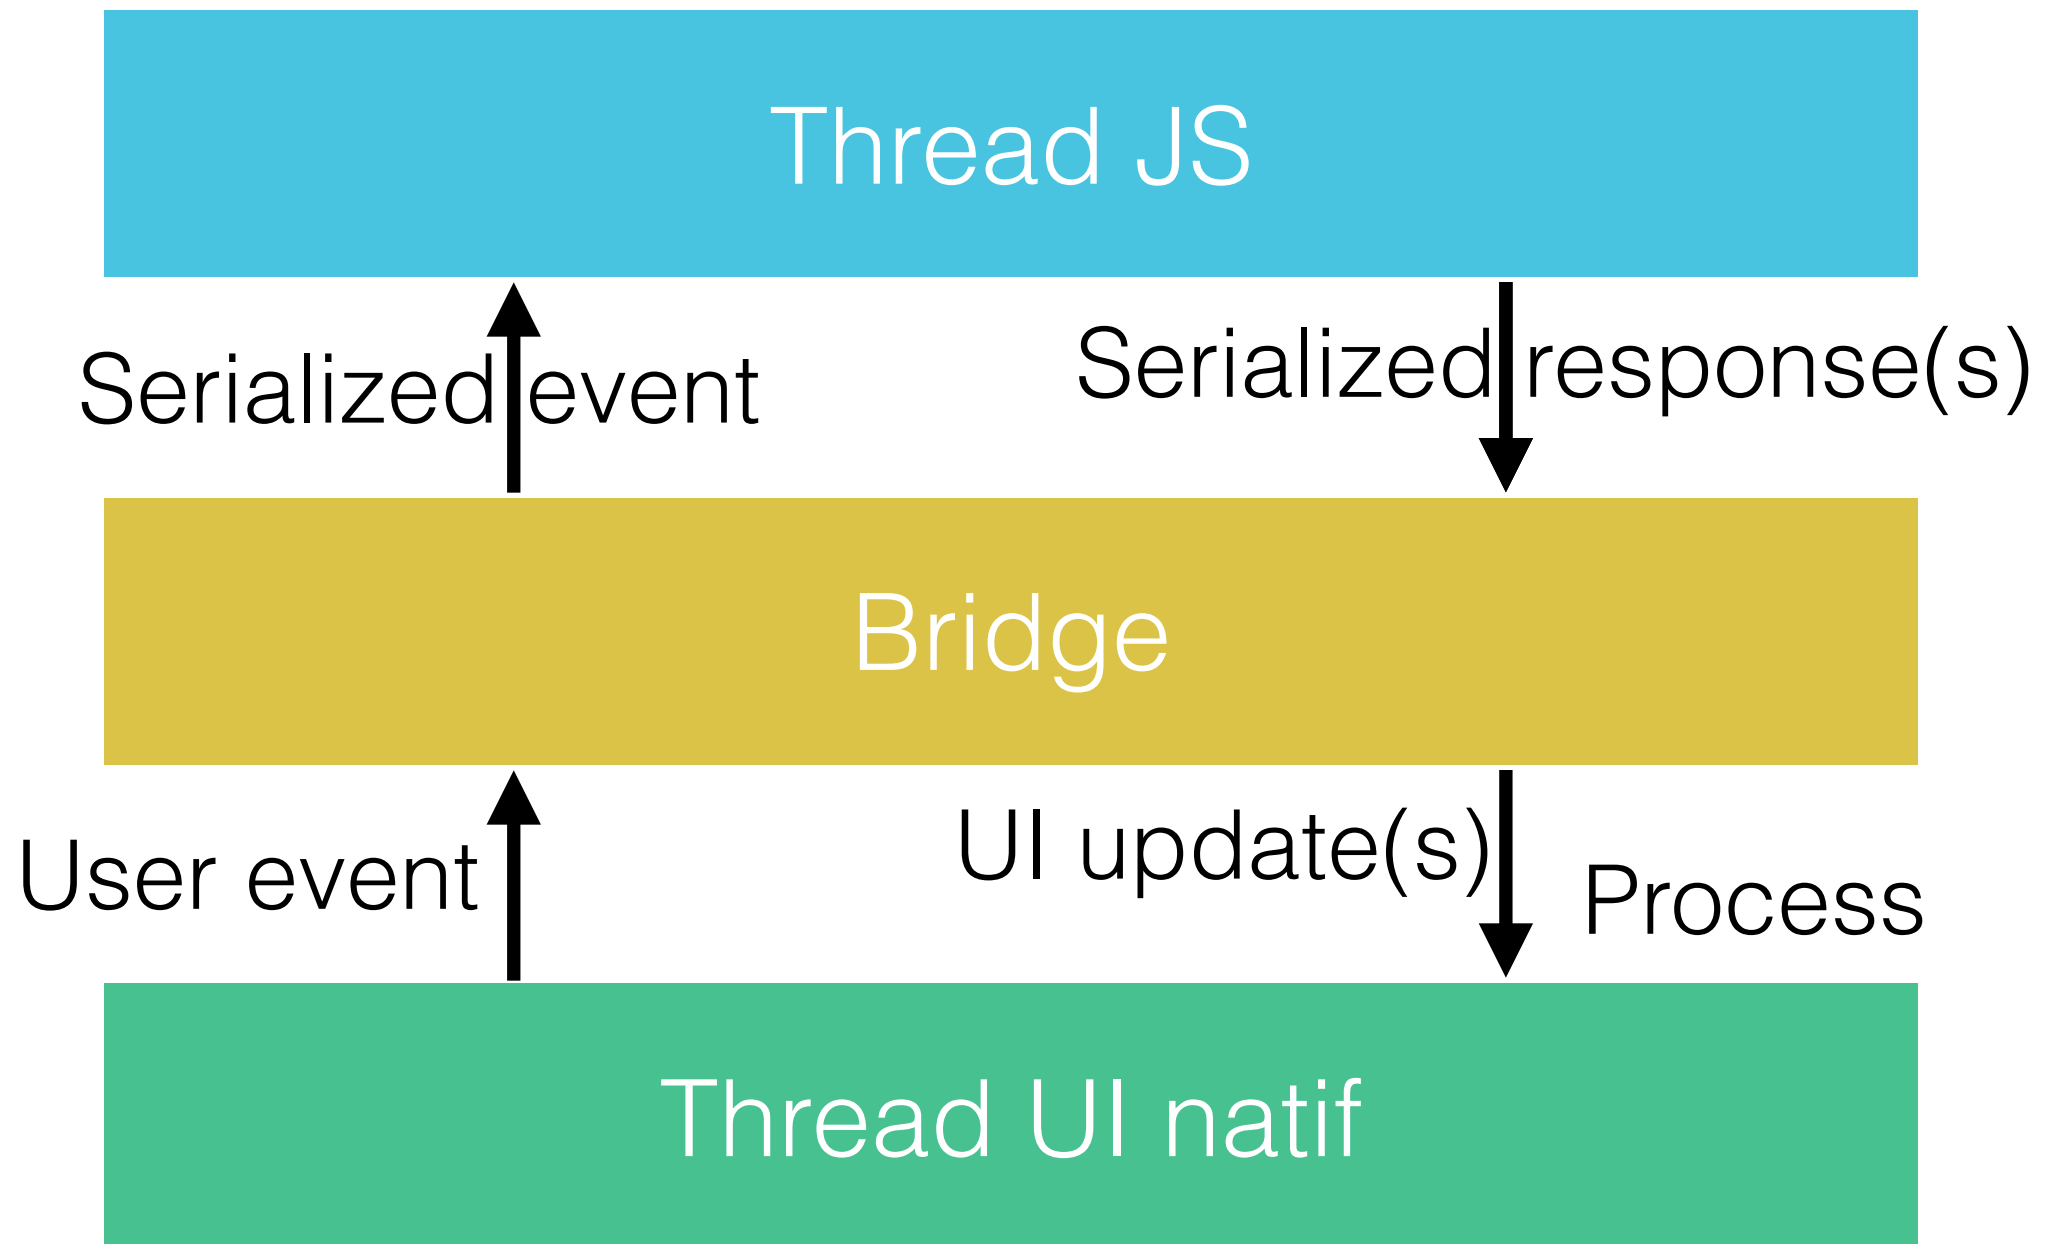 Thread JS
Serialized event
Serialized response(s)
Bridge
User event
UI update(s)
Process
Thread UI natif